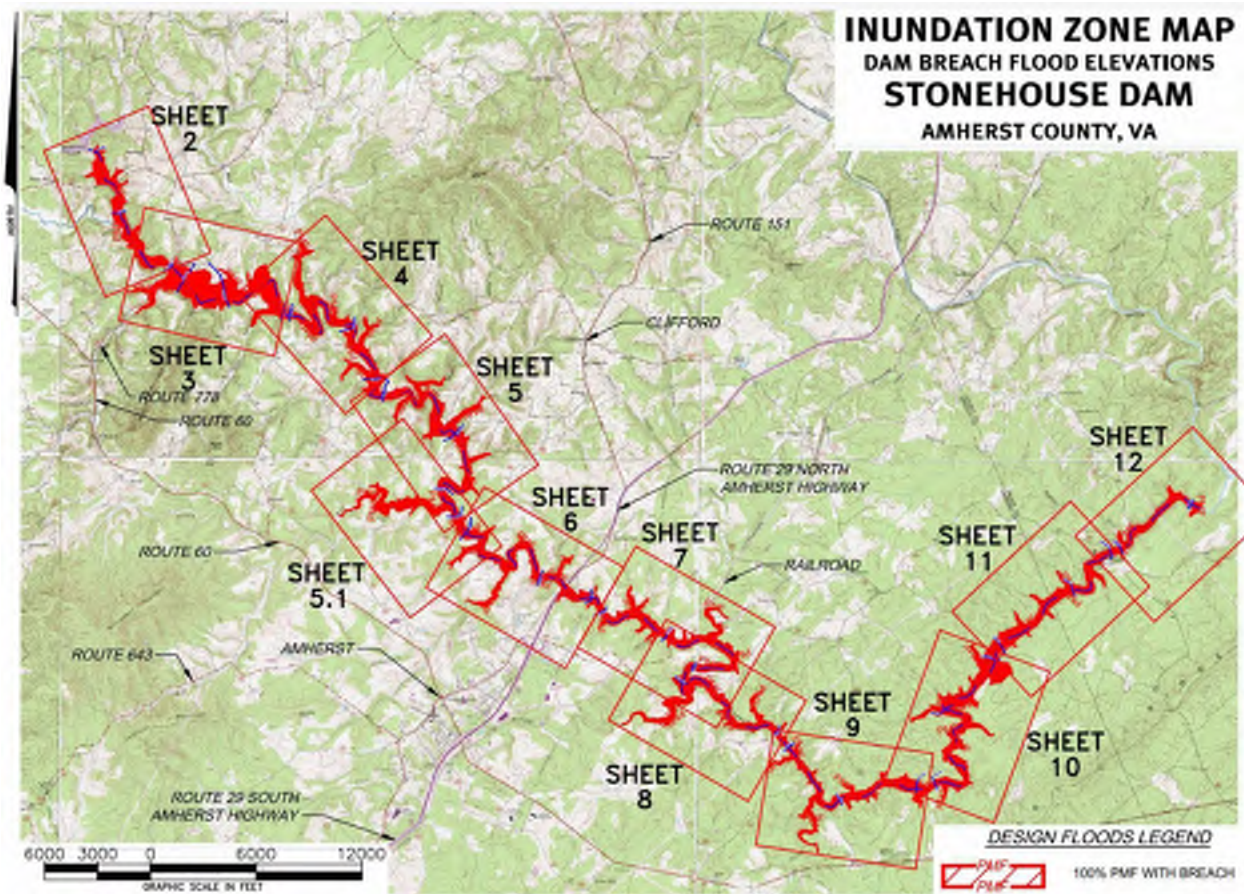 INUNDATION ZONE MAP
DAM BREACH FLOOD ELEVATIONS
STONEHOUSE DAM
AMHERST COUNTY, VA
SHEET
2
SHEET
3
SHEET
4
ROUTE 151
CLIFFORD
SHEET
5
ROUTE 778
ROUTE 60
ROUTE 29 NORTH
AMHERST HIGHWAY
SHEET
12
SHEET
6
SHEET
7
SHEET
11
RAILROAD
ROUTE 60
SHEET
5.1
AMHERST
ROUTE 643
SHEET
9
SHEET
10
SHEET
8
ROUTE 29 SOUTH
AMHERST HIGHWAY
6000 3000 0 6000 12000
GRAPHIC SCALE IN FEET
DESIGN FLOODS LEGEND
PMF
PMF
100% PMF WITH BREACH